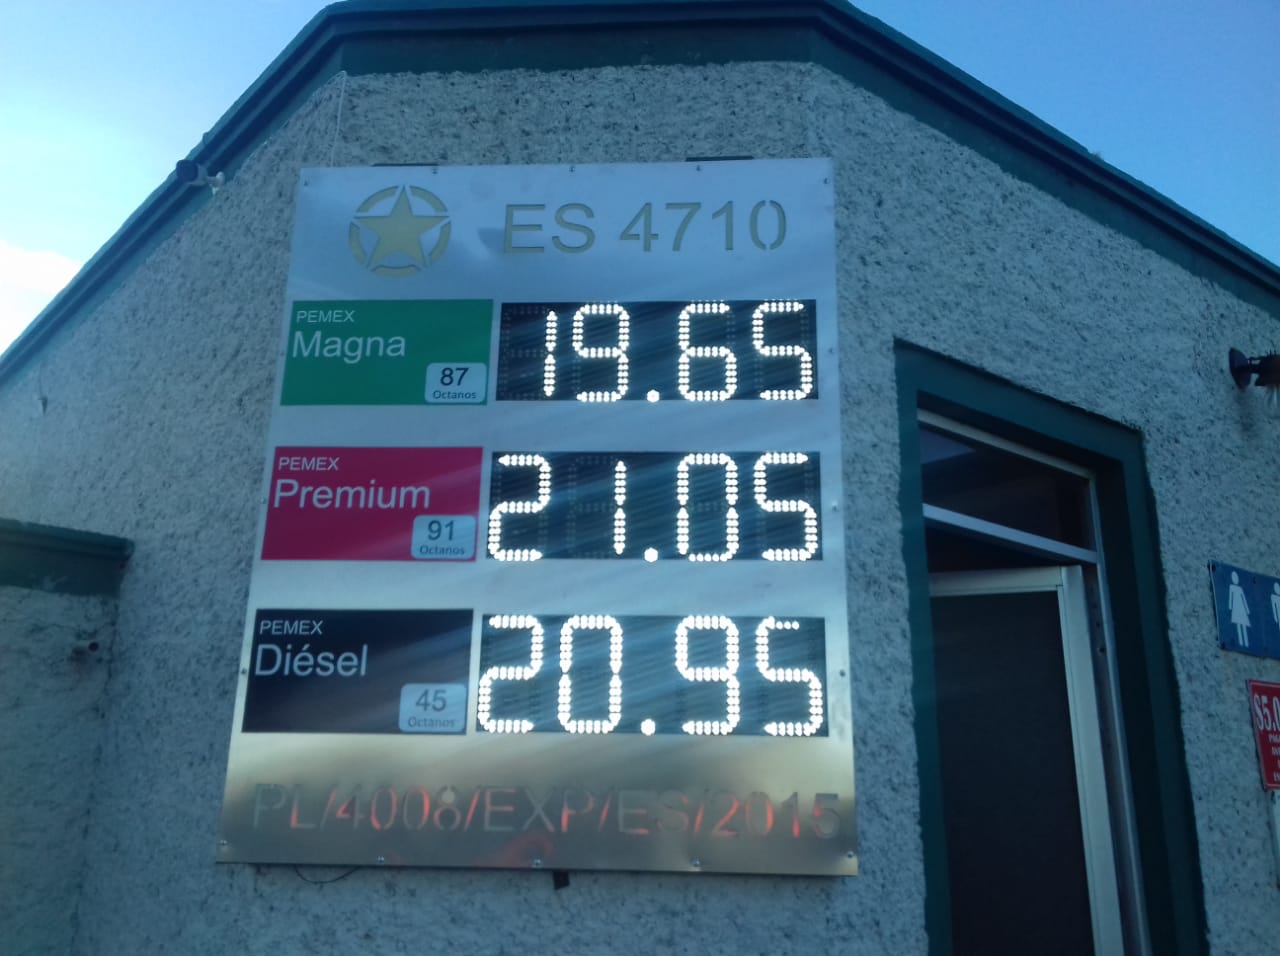 ES 4710
PEMEX
Magna
87
Octanos
19.65
PEMEX
Premium
91
Octanos
21.05
PEMEX
Diésel
45
Octanos
20.95
PL/4008/EXP/ES/2015